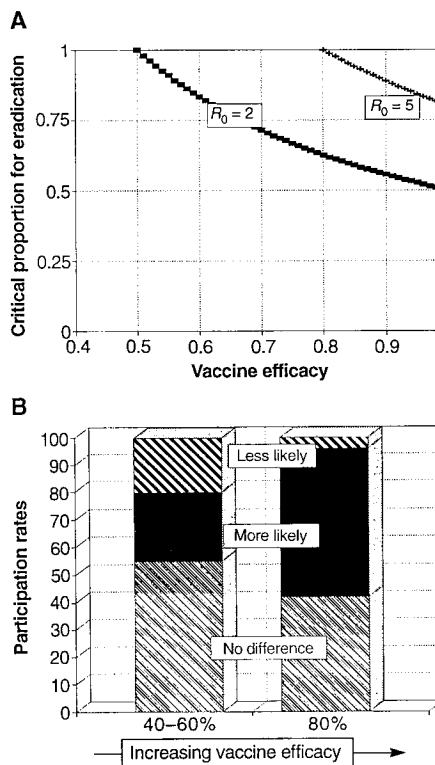 A
Critical proportion for eradication
1
0.75
0.5
0.25
0
R0 = 2
R0 = 5
0.4 0.5 0.6 0.7 0.8 0.9
Vaccine efficacy
B
Participation rates
100
90
80
70
60
50
40
30
20
10
0
Less likely
More likely
No difference
40–60% 80%
Increasing vaccine efficacy